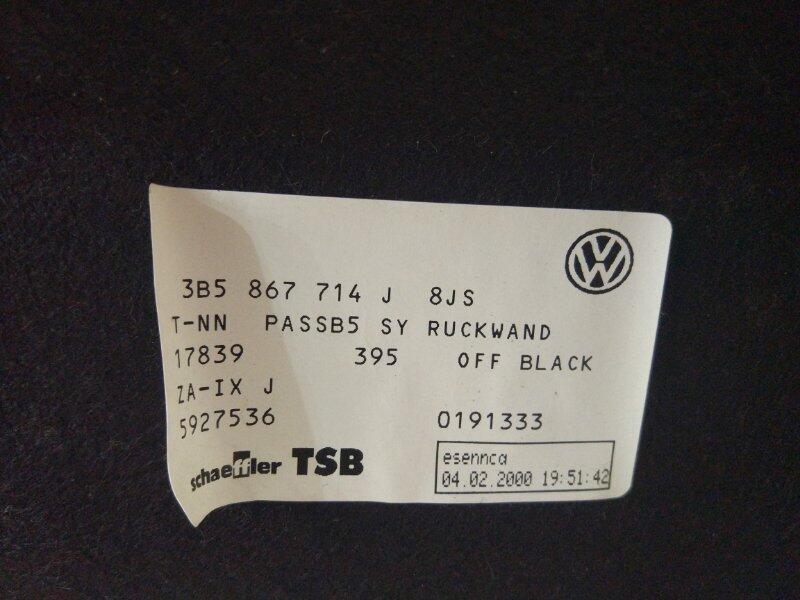 3B5 867 714 J 8JS
T-NN PASSB5 SY RUCKWAND
17839 395 OFF BLACK
ZA-IX J
5927536 0191333
schaeffler TSB
esennca
04.02.2000 19:51:42